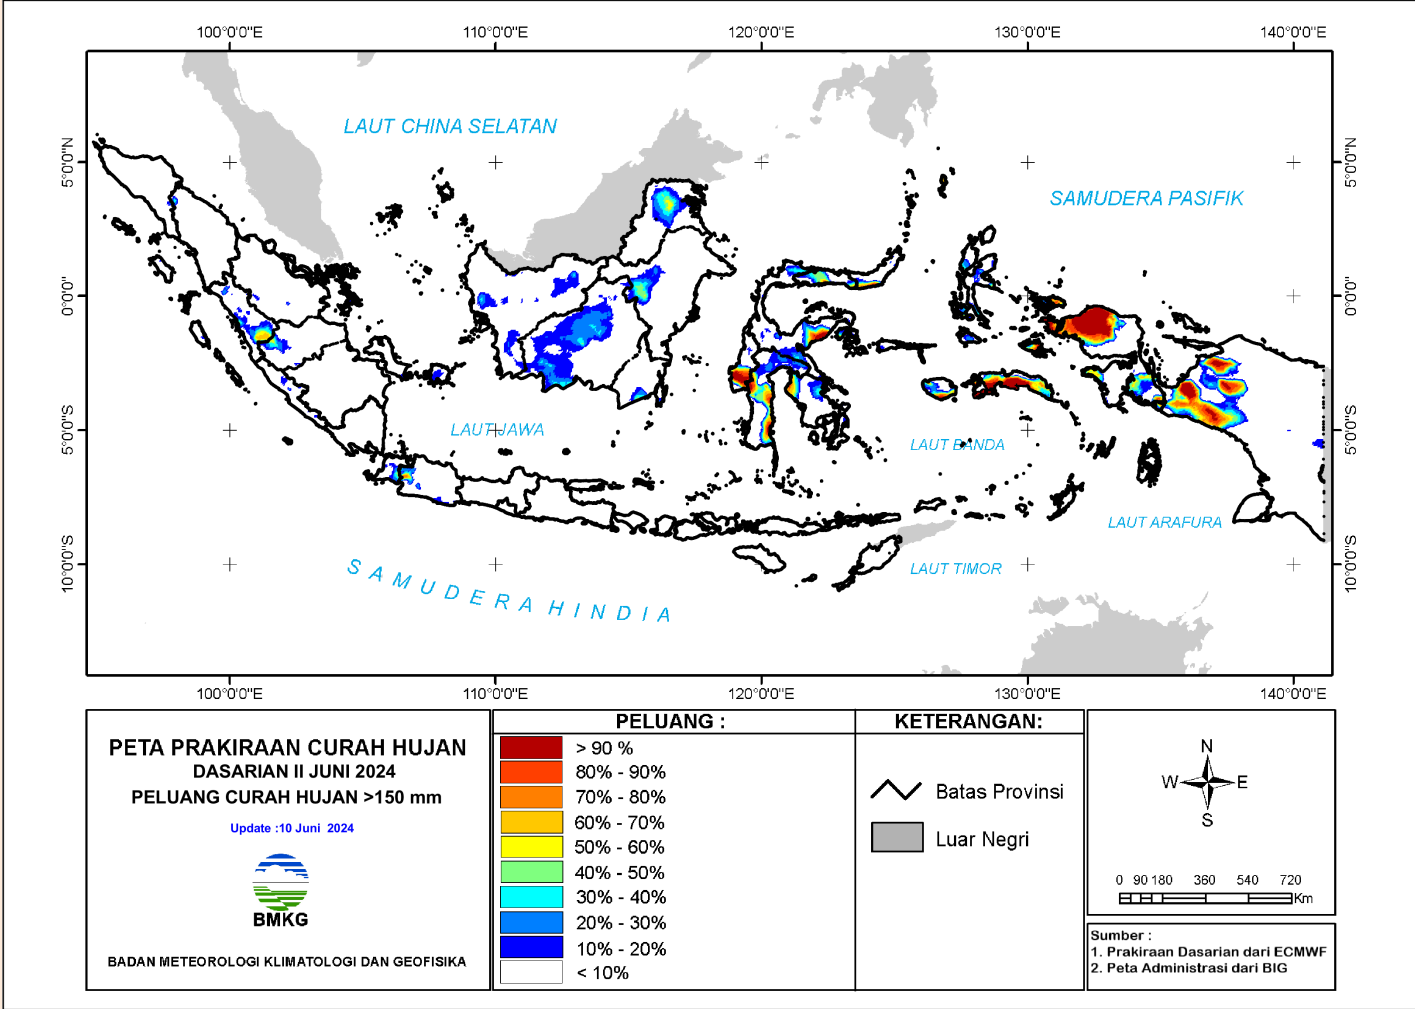 100°0'0"E 110°0'0"E 120°0'0"E 130°0'0"E 140°0'0"E
5°0'0"N 5°0'0"N
LAUT CHINA SELATAN
SAMUDERA PASIFIK
0°0'0" 0°0'0"
5°0'0"S 5°0'0"S
LAUT JAWA
LAUT BANDA
LAUT ARAFURA
10°0'0"S 10°0'0"S
LAUT TIMOR
SAMUDERA HINDIA
100°0'0"E 110°0'0"E 120°0'0"E 130°0'0"E 140°0'0"E
PETA PRAKIRAAN CURAH HUJAN
DASARIAN II JUNI 2024
PELUANG CURAH HUJAN >150 mm
Update :10 Juni 2024
BMKG
BADAN METEOROLOGI KLIMATOLOGI DAN GEOFISIKA
PELUANG :
> 90 %
80% - 90%
70% - 80%
60% - 70%
50% - 60%
40% - 50%
30% - 40%
20% - 30%
10% - 20%
< 10%
KETERANGAN:
Batas Provinsi
Luar Negri
N
W E
S
0 90 180 360 540 720
Km
Sumber :
1. Prakiraan Dasarian dari ECMWF
2. Peta Administrasi dari BIG